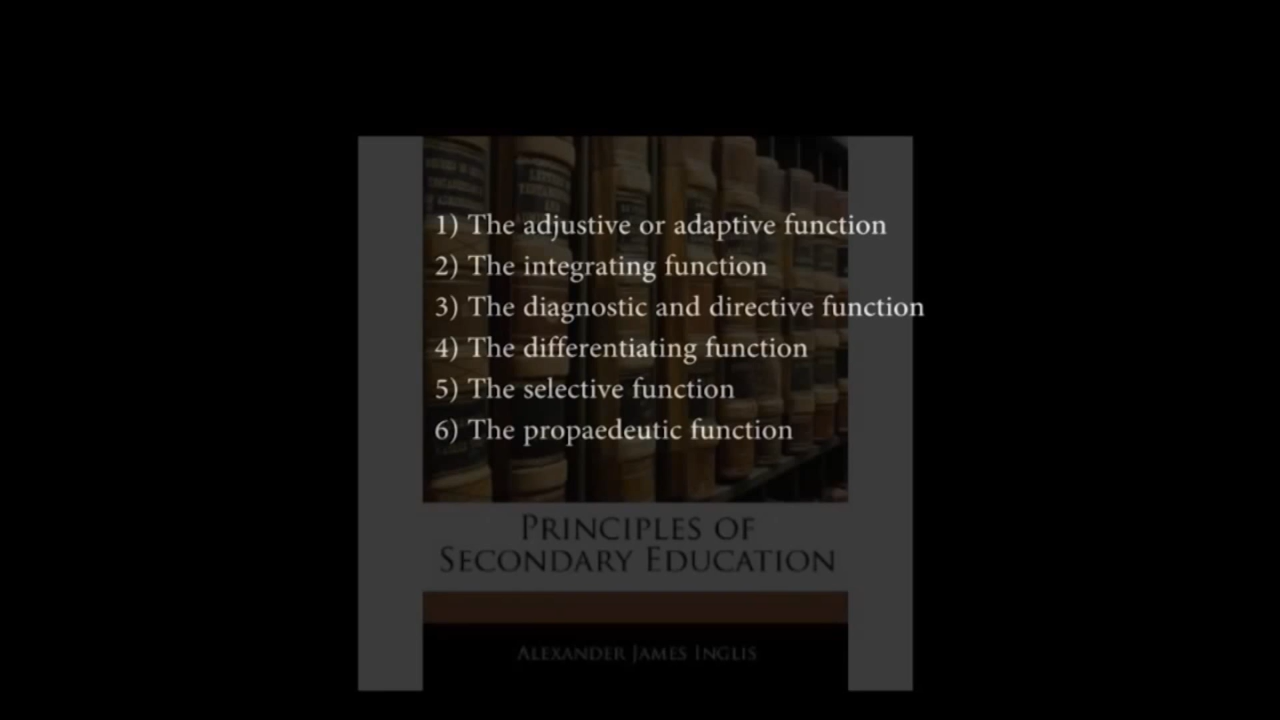 1) The adjustive or adaptive function
2) The integrating function
3) The diagnostic and directive function
4) The differentiating function
5) The selective function
6) The propaedeutic function
Principles of
Secondary Education
Alexander James Inglis